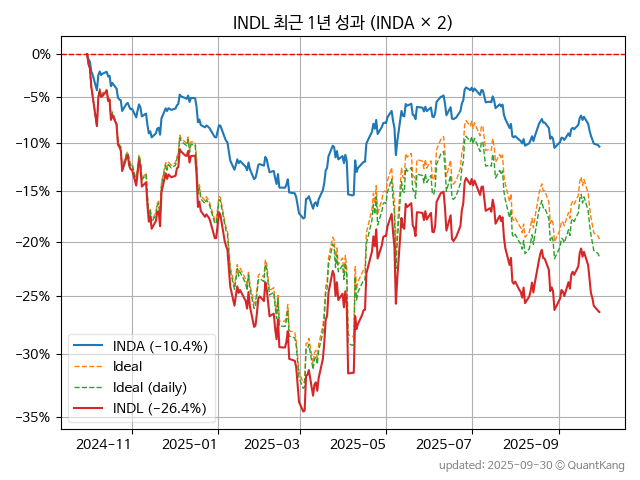 INDL 최근 1년 성과 (INDA × 2)
0%
−5%
−10%
−15%
−20%
−25%
−30%
−35%
INDA (−10.4%)
Ideal
Ideal (daily)
INDL (−26.4%)
2024-11 2025-01 2025-03 2025-05 2025-07 2025-09
updated: 2025-09-30 © QuantKang